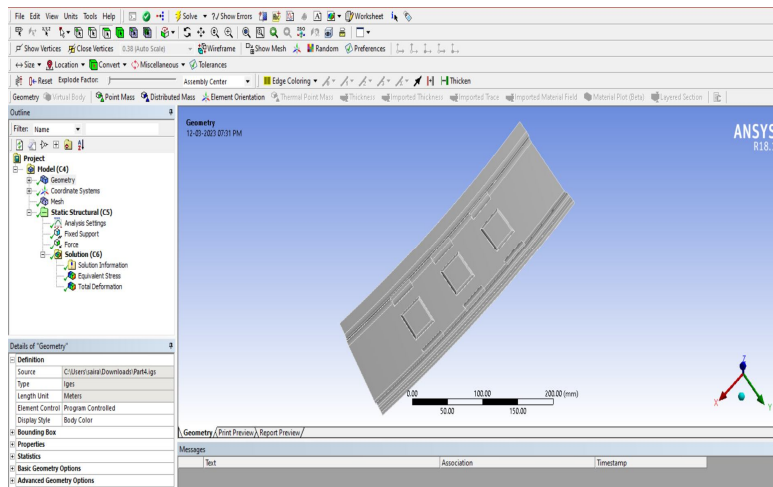 File Edit View Units Tools Help Solve ?/ Show Errors A Worksheet
Show Vertices Close Vertices 0.38 (Auto Scale) Wireframe Show Mesh Random Preferences
Size Location Convert Miscellaneous Tolerances
Reset Explode Factor: Assembly Center Edge Coloring Thicken
Geometry Virtual Body Point Mass Distributed Mass Element Orientation Thermal Point Mass Thickness Imported Thickness Imported Trace Imported Material Field Material Plot (Beta) Layered Section
Outline
Filter: Name
Project
Model (C4)
Geometry
Coordinate Systems
Mesh
Static Structural (C5)
Analysis Settings
Fixed Support
Force
Solution (C6)
Solution Information
Equivalent Stress
Total Deformation
Details of "Geometry"
Definition
Source C:\Users\saira\Downloads\Part4.igs
Type Iges
Length Unit Meters
Element Control Program Controlled
Display Style Body Color
Bounding Box
Properties
Statistics
Basic Geometry Options
Advanced Geometry Options
Geometry
12-03-2023 07:31 PM
ANSYS
R18.1
0.00 100.00 200.00 (mm)
50.00 150.00
Z
X
Y
Geometry Print Preview Report Preview
Messages
Text Association Timestamp